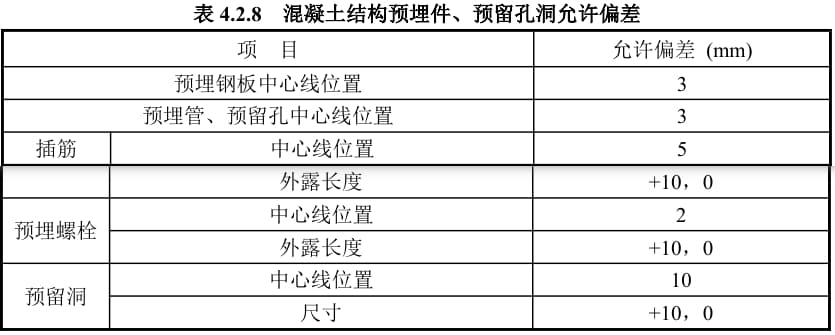 表 4.2.8 混凝土结构预埋件、预留孔洞允许偏差
项 目 允许偏差 (mm)
预埋钢板中心线位置 3
预埋管、预留孔中心线位置 3
插筋 中心线位置 5
外露长度 +10，0
预埋螺栓 中心线位置 2
外露长度 +10，0
预留洞 中心线位置 10
尺寸 +10，0